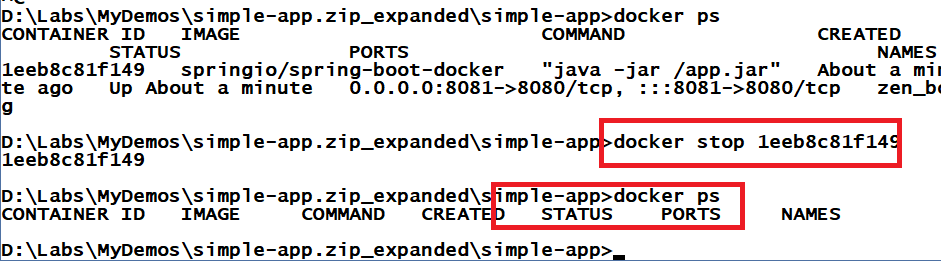 D:\Labs\MyDemos\simple-app.zip_expanded\simple-app>docker ps
CONTAINER ID   IMAGE                       COMMAND                CREATED
         STATUS              PORTS                                       NAMES
1eeb8c81f149   springio/spring-boot-docker   "java -jar /app.jar"   About a min
te ago   Up About a minute   0.0.0.0:8081->8080/tcp, :::8081->8080/tcp   zen_bo
g
D:\Labs\MyDemos\simple-app.zip_expanded\simple-app>docker stop 1eeb8c81f149
1eeb8c81f149
D:\Labs\MyDemos\simple-app.zip_expanded\simple-app>docker ps
CONTAINER ID   IMAGE     COMMAND   CREATED   STATUS    PORTS     NAMES
D:\Labs\MyDemos\simple-app.zip_expanded\simple-app>